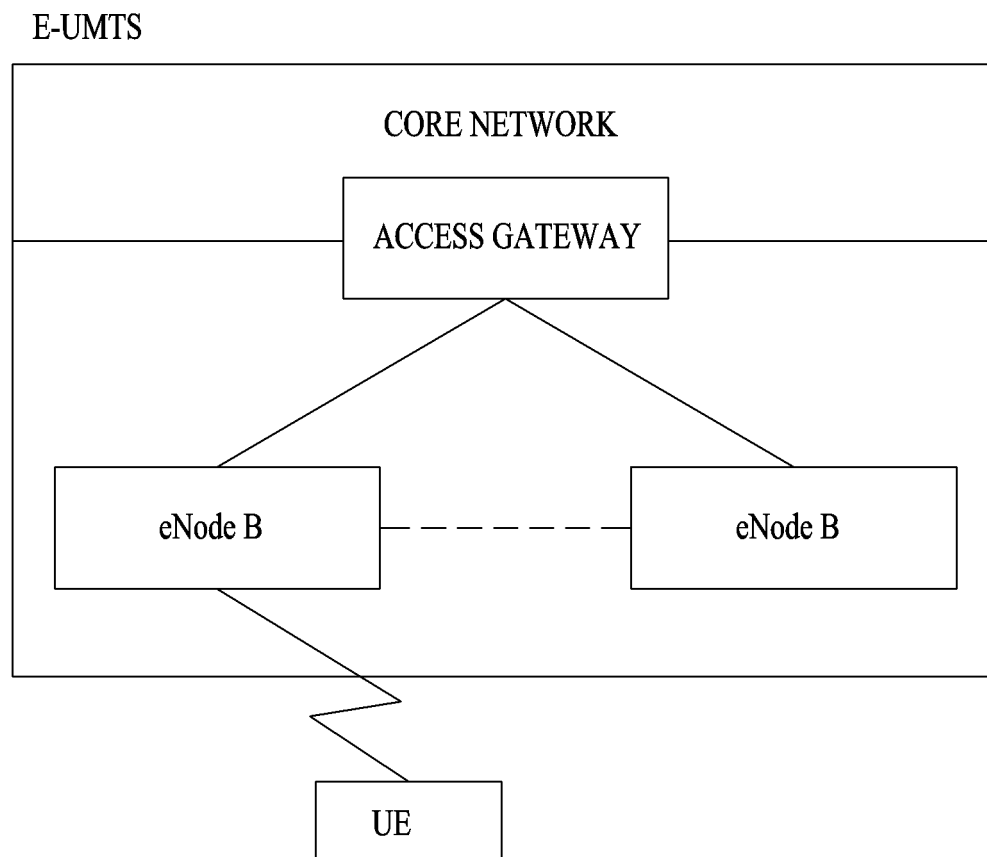 E-UMTS
CORE NETWORK
ACCESS GATEWAY
eNode B
eNode B
UE